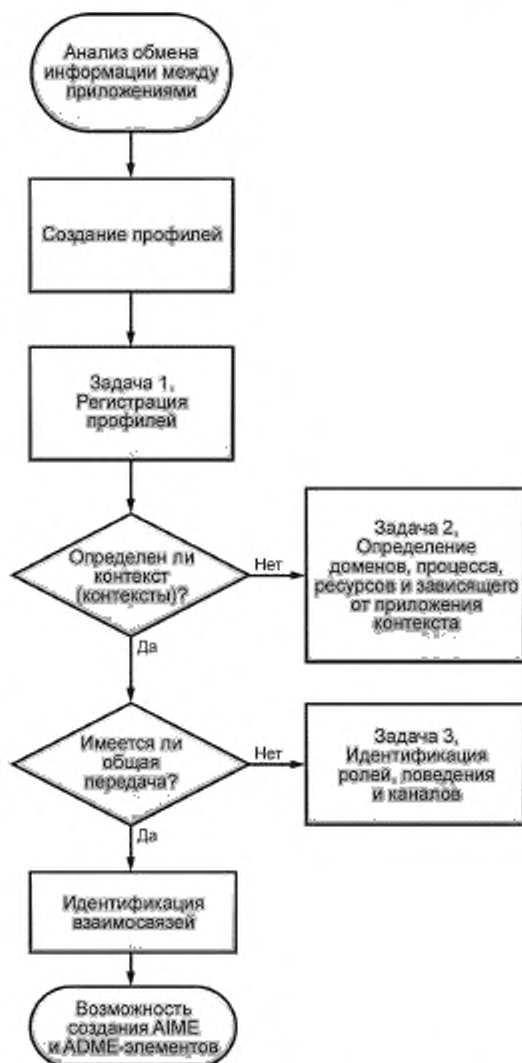 Анализ обмена
информации между
приложениями
Создание профилей
Задача 1,
Регистрация
профилей
Определен ли
контекст
(контексты)?
Нет
Задача 2,
Определение
доменов, процесса,
ресурсов и зависящего
от приложения
контекста
Да
Имеется ли
общая
передача?
Нет
Задача 3,
Идентификация
ролей, поведения
и каналов
Да
Идентификация
взаимосвязей
Возможность
создания AIME
и ADME-элементов